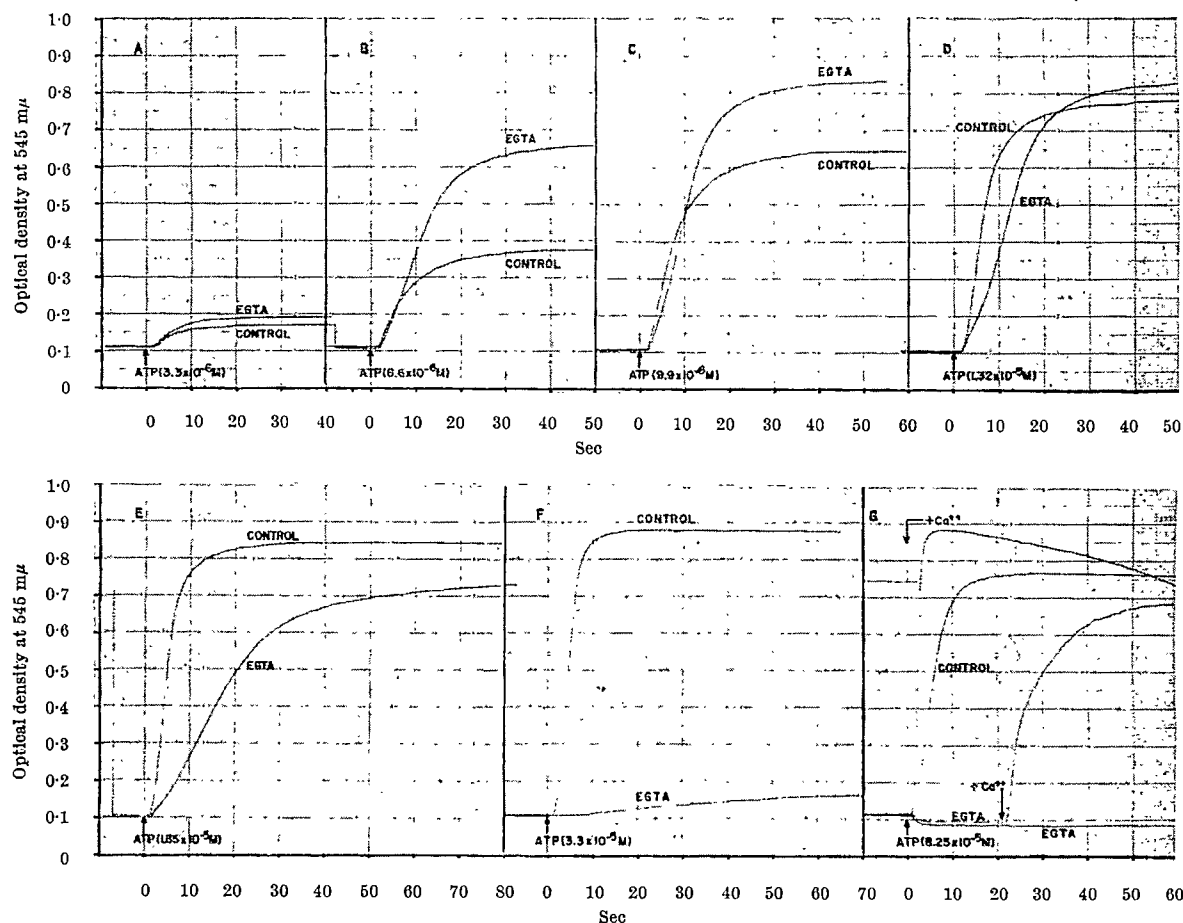 Optical density at 545 mμ
1·0
0·9
0·8
0·7
0·6
0·5
0·4
0·3
0·2
0·1
0
A
EGTA
CONTROL
ATP(3.3x10⁻⁶M)
B
EGTA
CONTROL
ATP(6.6x10⁻⁶M)
C
EGTA
CONTROL
ATP(9.9x10⁻⁶M)
D
CONTROL
EGTA
ATP(1.32x10⁻⁵M)
0 10 20 30 40 0 10 20 30 40 50 0 10 20 30 40 50 60 0 10 20 30 40 50
Sec
Optical density at 545 mμ
1·0
0·9
0·8
0·7
0·6
0·5
0·4
0·3
0·2
0·1
0
E
CONTROL
EGTA
ATP(1.65x10⁻⁵M)
F
CONTROL
EGTA
ATP(3.3x10⁻⁵M)
G
+Ca⁺⁺
CONTROL
+Ca⁺⁺
EGTA
EGTA
ATP(8.25x10⁻⁵M)
0 10 20 30 40 50 60 70 80 0 10 20 30 40 50 60 70 0 10 20 30 40 50 60
Sec